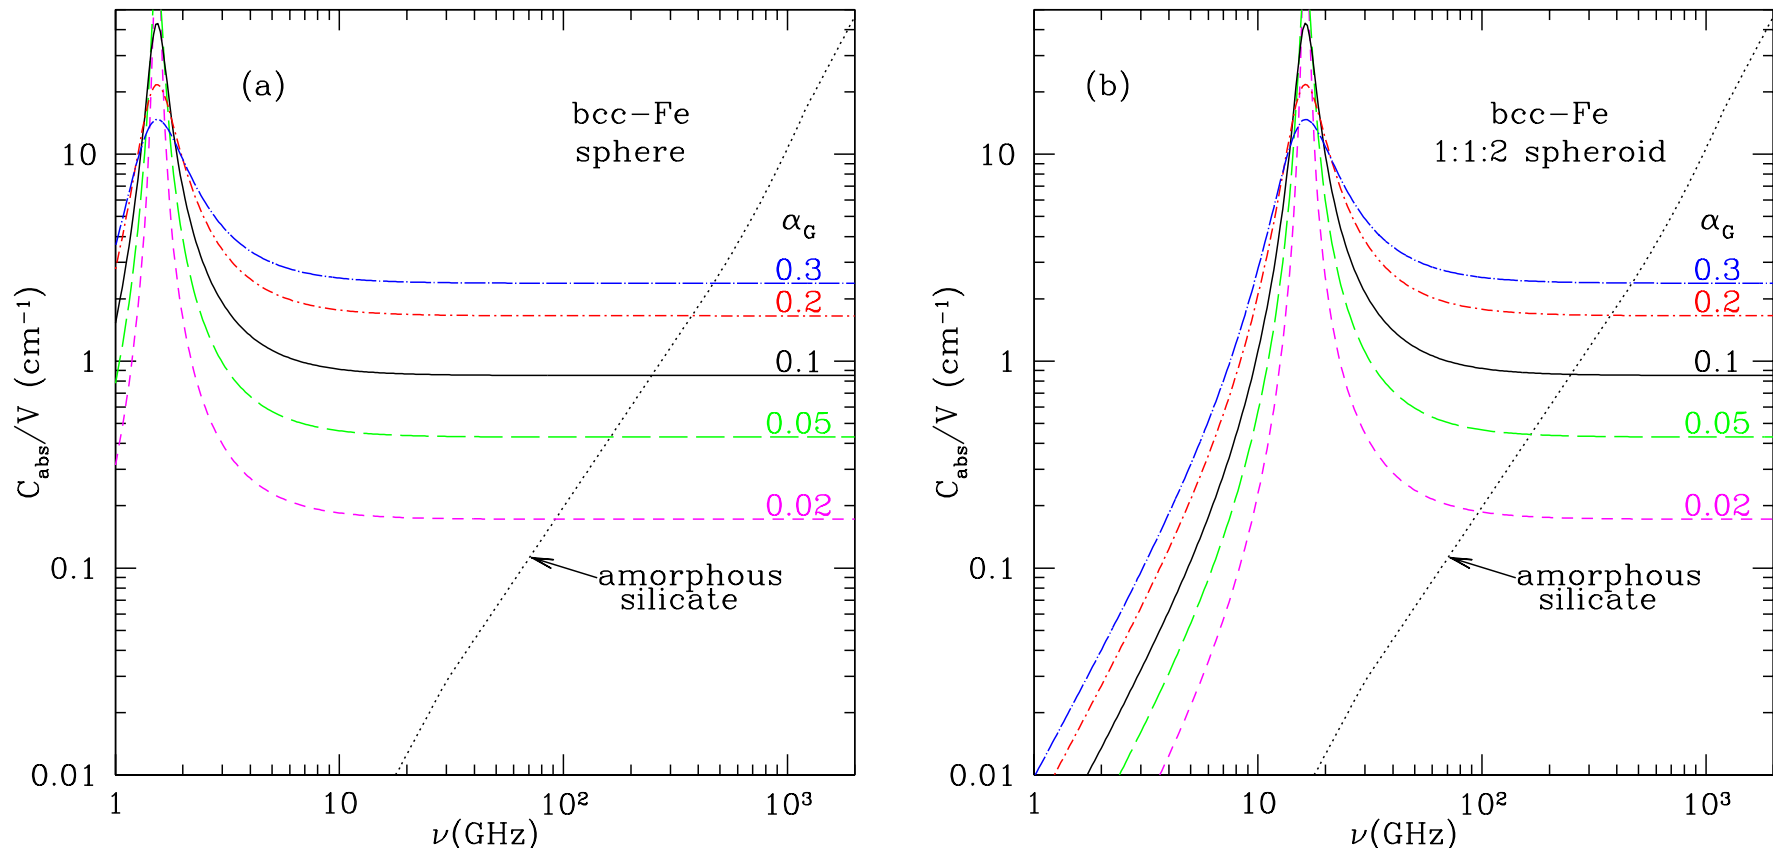 (a)
bcc−Fe
sphere
α_G
0.3
0.2
0.1
0.05
0.02
amorphous
silicate
10
1
0.1
0.01
C_abs/V (cm⁻¹)
1
10
10²
10³
ν(GHz)
(b)
bcc−Fe
1:1:2 spheroid
α_G
0.3
0.2
0.1
0.05
0.02
amorphous
silicate
10
1
0.1
0.01
C_abs/V (cm⁻¹)
1
10
10²
10³
ν(GHz)